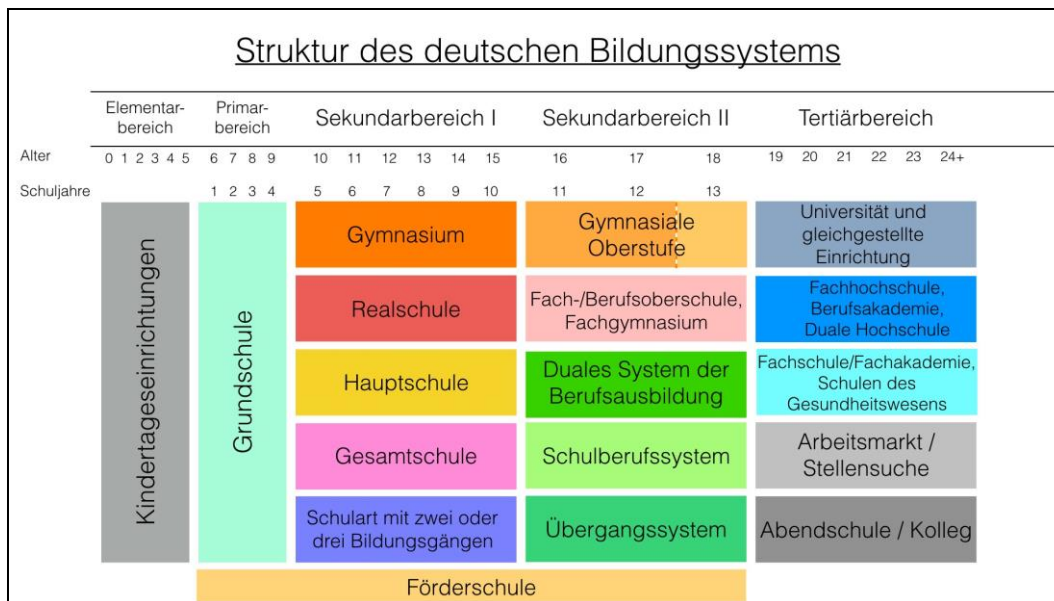 Struktur des deutschen Bildungssystems
Elementar-
bereich
Primar-
bereich
Sekundarbereich I
Sekundarbereich II
Tertiärbereich
Alter
0 1 2 3 4 5
6 7 8 9
10 11 12 13 14 15
16 17 18
19 20 21 22 23 24+
Schuljahre
1 2 3 4
5 6 7 8 9 10
11 12 13
Kindertageseinrichtungen
Grundschule
Gymnasium
Realschule
Hauptschule
Gesamtschule
Schulart mit zwei oder
drei Bildungsgängen
Gymnasiale
Oberstufe
Fach-/Berufsoberschule,
Fachgymnasium
Duales System der
Berufsausbildung
Schulberufssystem
Übergangssystem
Universität und
gleichgestellte
Einrichtung
Fachhochschule,
Berufsakademie,
Duale Hochschule
Fachschule/Fachakademie,
Schulen des
Gesundheitswesens
Arbeitsmarkt /
Stellensuche
Abendschule / Kolleg
Förderschule